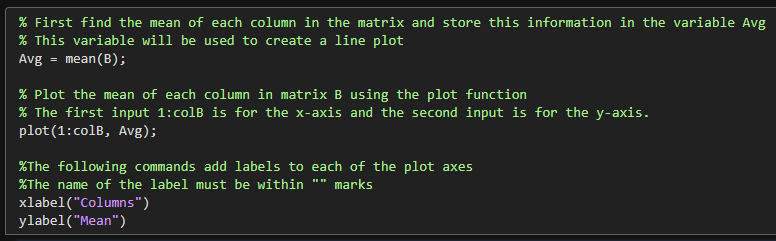 % First find the mean of each column in the matrix and store this information in the variable Avg
% This variable will be used to create a line plot
Avg = mean(B);
% Plot the mean of each column in matrix B using the plot function
% The first input 1:colB is for the x-axis and the second input is for the y-axis.
plot(1:colB, Avg);
%The following commands add labels to each of the plot axes
%The name of the label must be within "" marks
xlabel("Columns")
ylabel("Mean")